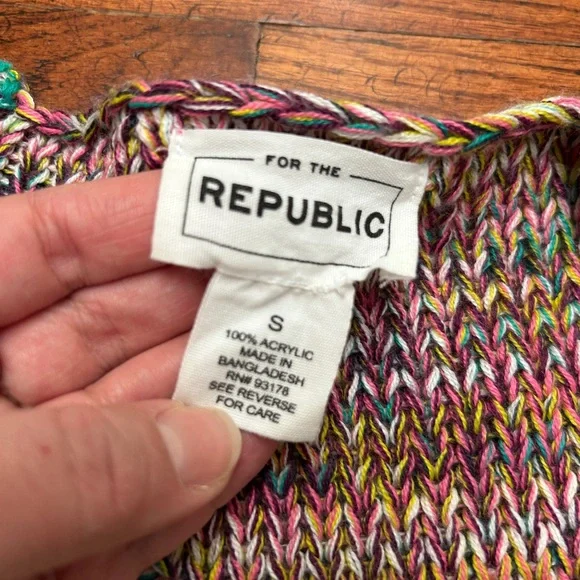 FOR THE
REPUBLIC
S
100% ACRYLIC
MADE IN
BANGLADESH
RN# 93178
SEE REVERSE
FOR CARE